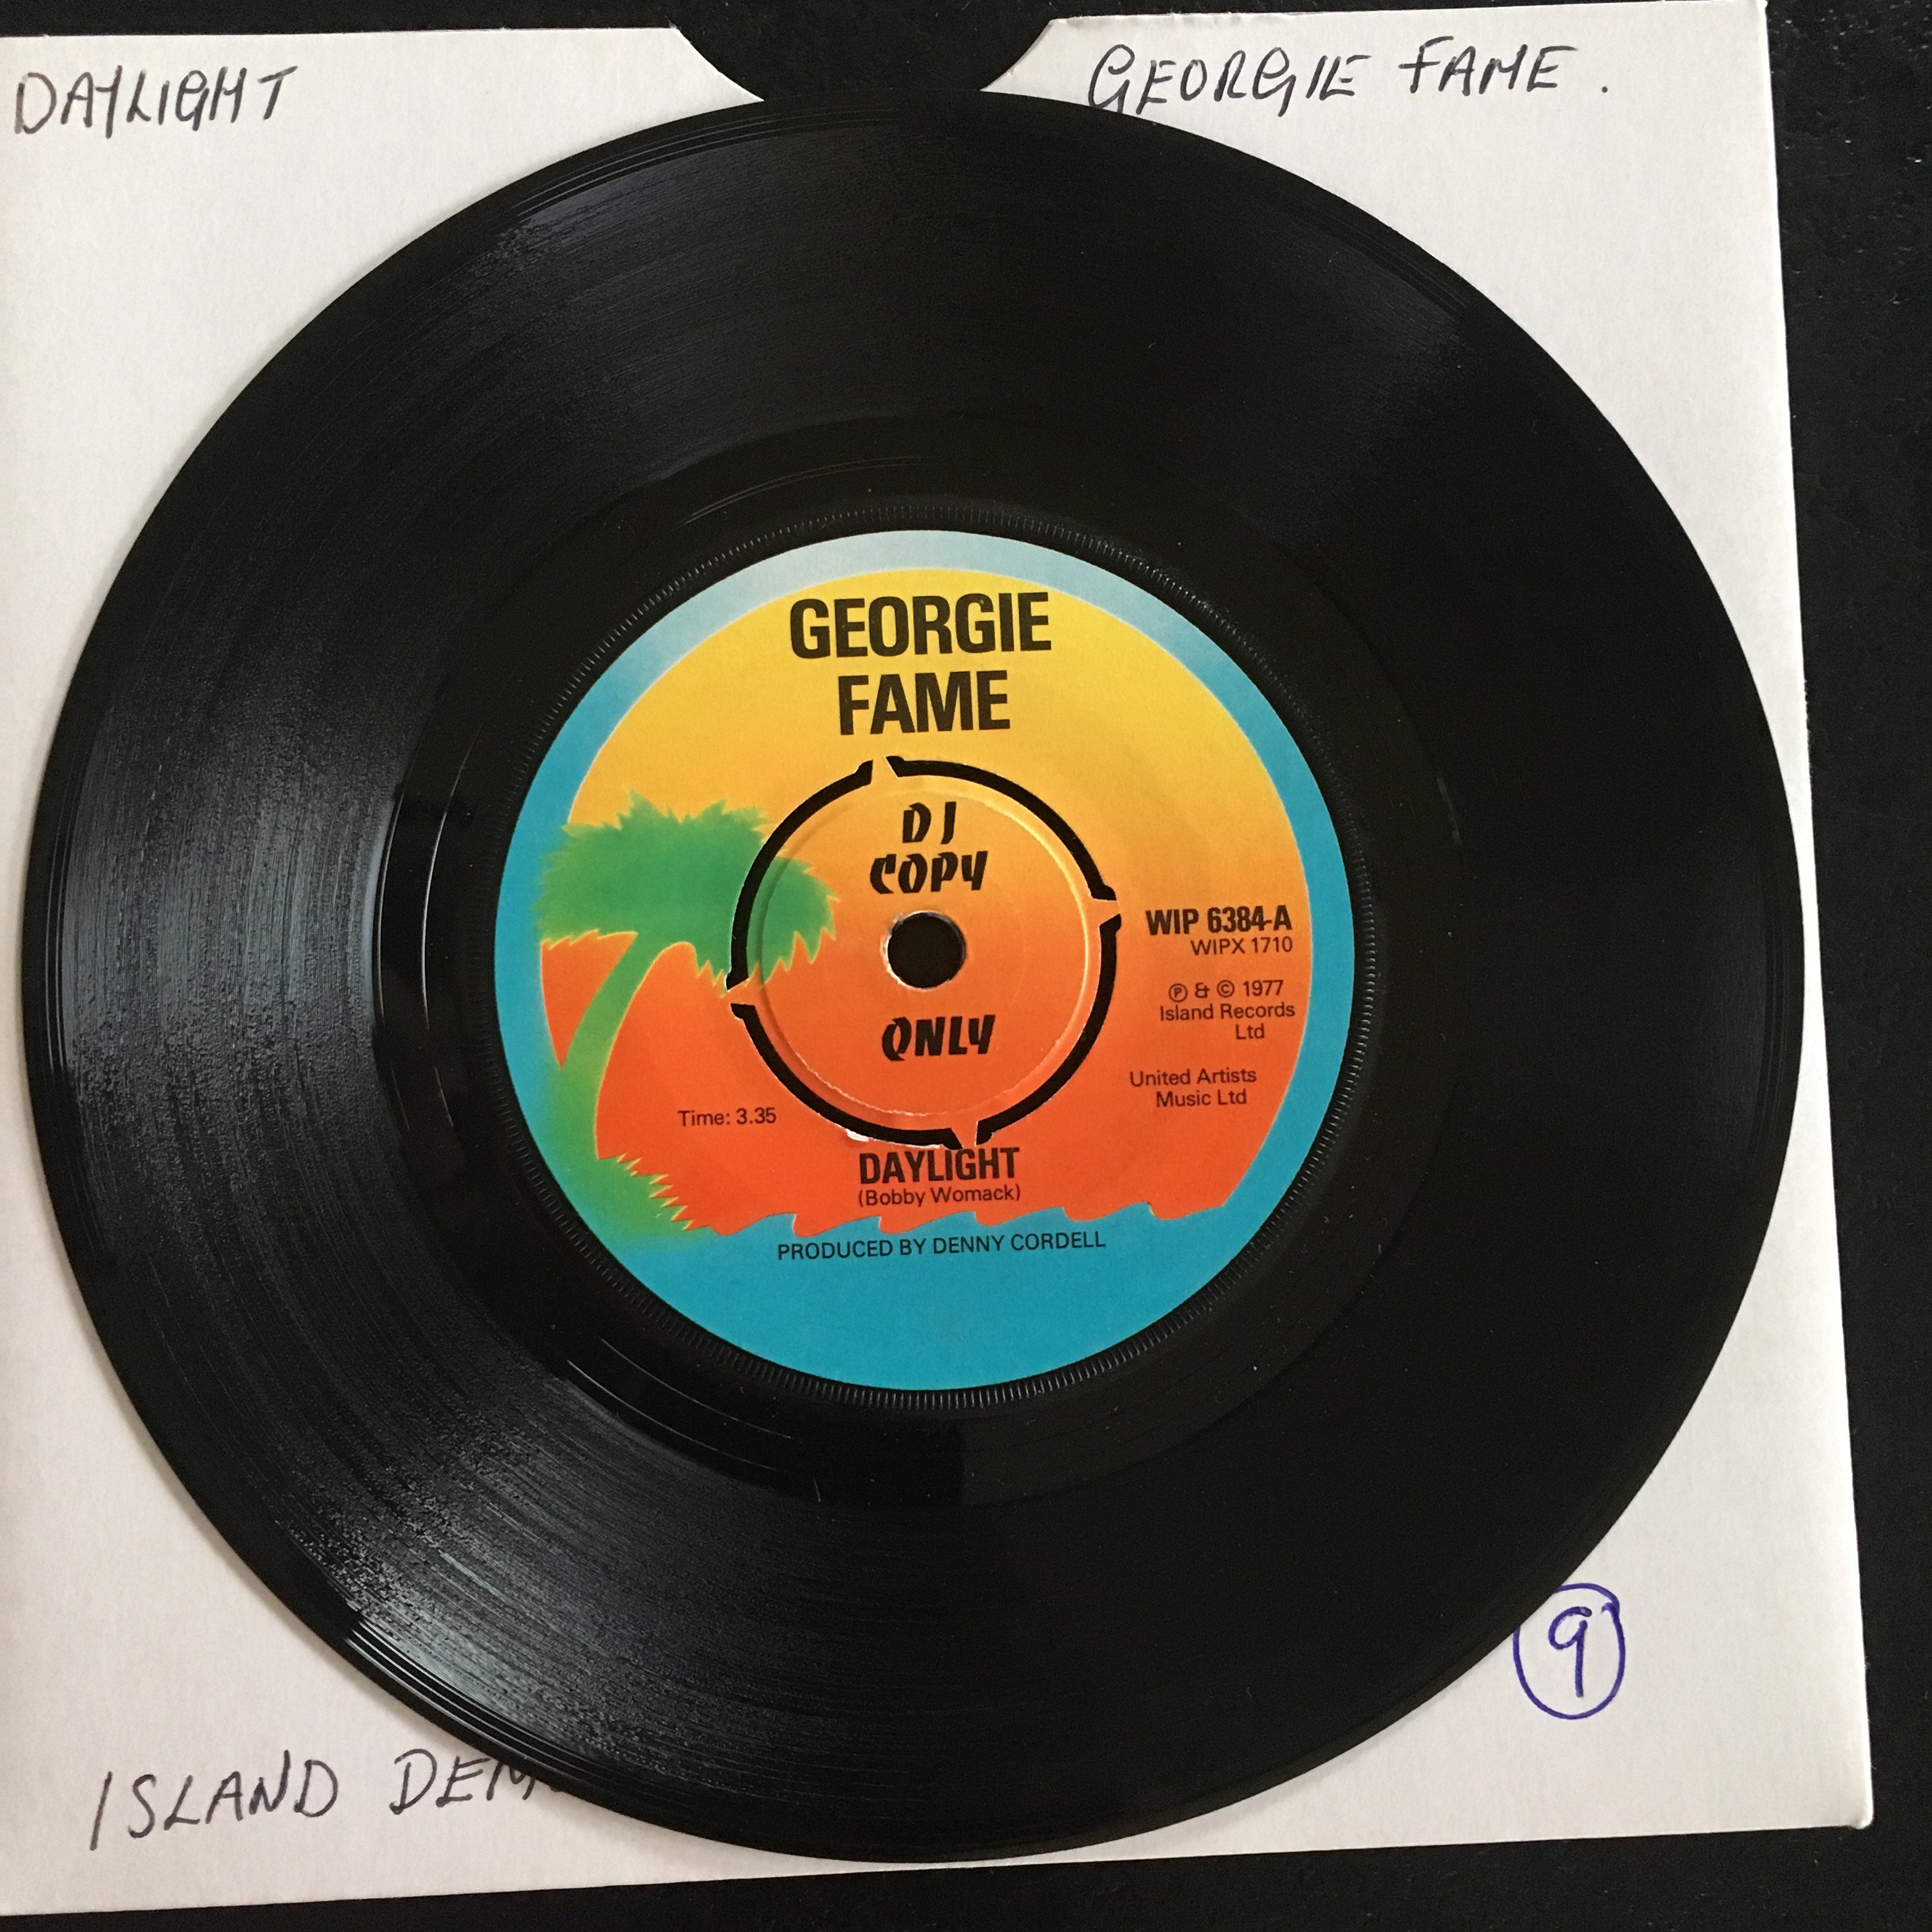 DAYLIGHT
GEORGIE FAME.
GEORGIE
FAME
DJ
COPY
ONLY
WIP 6384-A
WIPX 1710
℗ & © 1977
Island Records
Ltd
United Artists
Music Ltd
Time: 3.35
DAYLIGHT
(Bobby Womack)
PRODUCED BY DENNY CORDELL
9
ISLAND